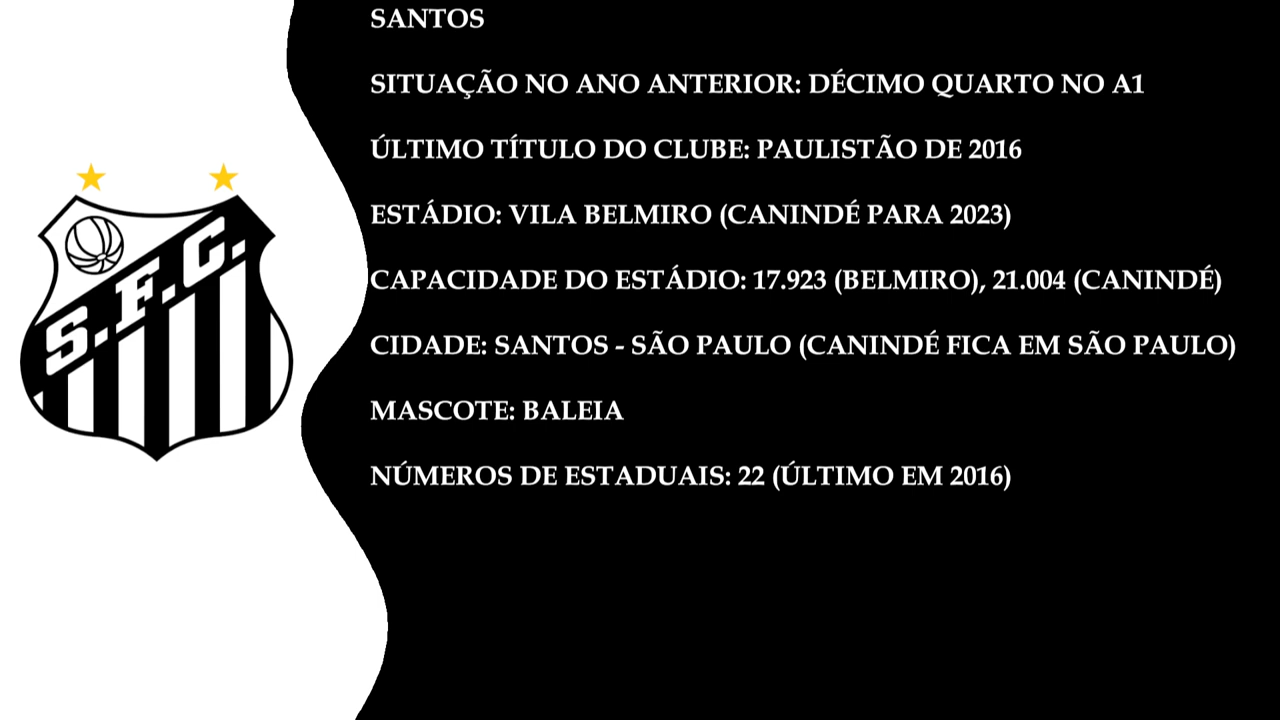 SANTOS
SITUAÇÃO NO ANO ANTERIOR: DÉCIMO QUARTO NO A1
ÚLTIMO TÍTULO DO CLUBE: PAULISTÃO DE 2016
ESTÁDIO: VILA BELMIRO (CANINDÉ PARA 2023)
S.F.C.
CAPACIDADE DO ESTÁDIO: 17.923 (BELMIRO), 21.004 (CANINDÉ)
CIDADE: SANTOS - SÃO PAULO (CANINDÉ FICA EM SÃO PAULO)
MASCOTE: BALEIA
NÚMEROS DE ESTADUAIS: 22 (ÚLTIMO EM 2016)